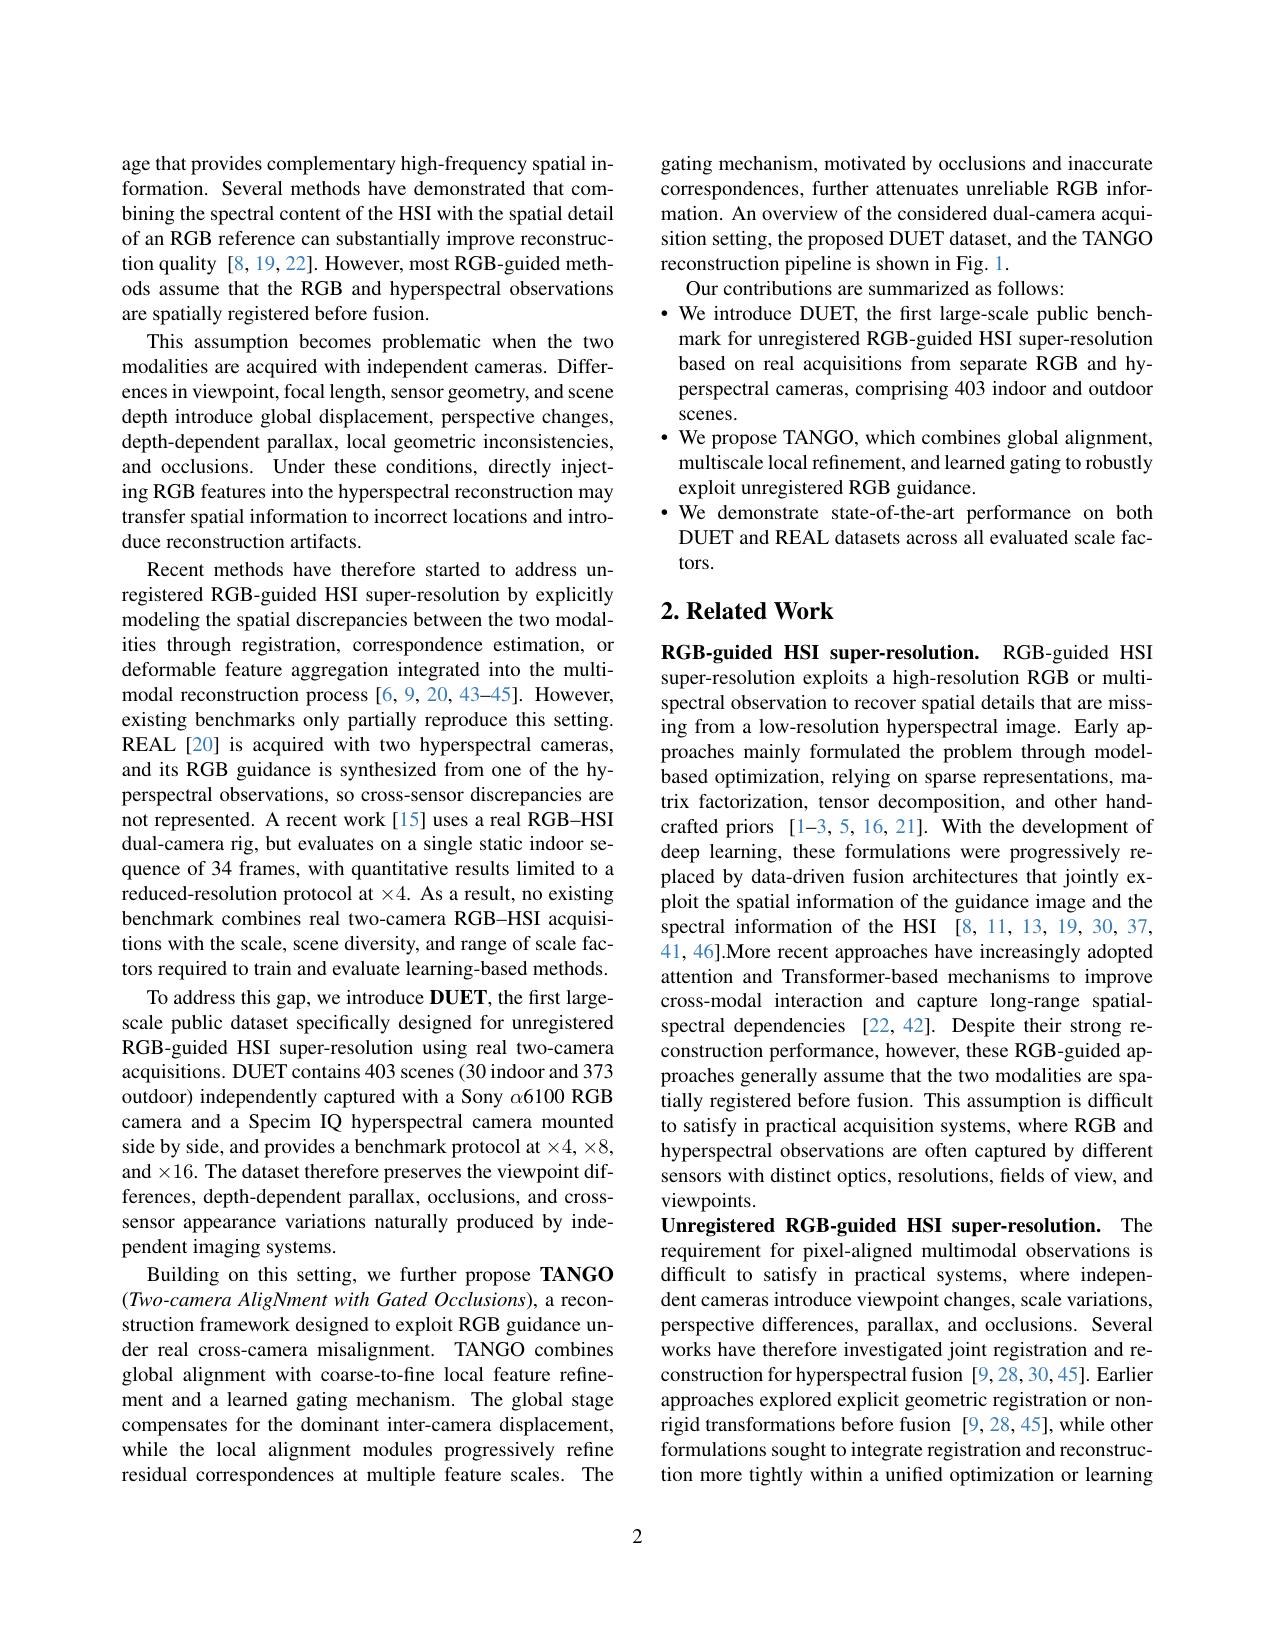 age that provides complementary high-frequency spatial in-
formation. Several methods have demonstrated that com-
bining the spectral content of the HSI with the spatial detail
of an RGB reference can substantially improve reconstruc-
tion quality [8, 19, 22]. However, most RGB-guided meth-
ods assume that the RGB and hyperspectral observations
are spatially registered before fusion.
This assumption becomes problematic when the two
modalities are acquired with independent cameras. Differ-
ences in viewpoint, focal length, sensor geometry, and scene
depth introduce global displacement, perspective changes,
depth-dependent parallax, local geometric inconsistencies,
and occlusions. Under these conditions, directly inject-
ing RGB features into the hyperspectral reconstruction may
transfer spatial information to incorrect locations and intro-
duce reconstruction artifacts.
Recent methods have therefore started to address un-
registered RGB-guided HSI super-resolution by explicitly
modeling the spatial discrepancies between the two modal-
ities through registration, correspondence estimation, or
deformable feature aggregation integrated into the multi-
modal reconstruction process [6, 9, 20, 43–45]. However,
existing benchmarks only partially reproduce this setting.
REAL [20] is acquired with two hyperspectral cameras,
and its RGB guidance is synthesized from one of the hy-
perspectral observations, so cross-sensor discrepancies are
not represented. A recent work [15] uses a real RGB–HSI
dual-camera rig, but evaluates on a single static indoor se-
quence of 34 frames, with quantitative results limited to a
reduced-resolution protocol at ×4. As a result, no existing
benchmark combines real two-camera RGB–HSI acquisi-
tions with the scale, scene diversity, and range of scale fac-
tors required to train and evaluate learning-based methods.
To address this gap, we introduce DUET, the first large-
scale public dataset specifically designed for unregistered
RGB-guided HSI super-resolution using real two-camera
acquisitions. DUET contains 403 scenes (30 indoor and 373
outdoor) independently captured with a Sony α6100 RGB
camera and a Specim IQ hyperspectral camera mounted
side by side, and provides a benchmark protocol at ×4, ×8,
and ×16. The dataset therefore preserves the viewpoint dif-
ferences, depth-dependent parallax, occlusions, and cross-
sensor appearance variations naturally produced by inde-
pendent imaging systems.
Building on this setting, we further propose TANGO
(Two-camera AligNment with Gated Occlusions), a recon-
struction framework designed to exploit RGB guidance un-
der real cross-camera misalignment. TANGO combines
global alignment with coarse-to-fine local feature refine-
ment and a learned gating mechanism. The global stage
compensates for the dominant inter-camera displacement,
while the local alignment modules progressively refine
residual correspondences at multiple feature scales. The
gating mechanism, motivated by occlusions and inaccurate
correspondences, further attenuates unreliable RGB infor-
mation. An overview of the considered dual-camera acqui-
sition setting, the proposed DUET dataset, and the TANGO
reconstruction pipeline is shown in Fig. 1.
Our contributions are summarized as follows:
• We introduce DUET, the first large-scale public bench-
mark for unregistered RGB-guided HSI super-resolution
based on real acquisitions from separate RGB and hy-
perspectral cameras, comprising 403 indoor and outdoor
scenes.
• We propose TANGO, which combines global alignment,
multiscale local refinement, and learned gating to robustly
exploit unregistered RGB guidance.
• We demonstrate state-of-the-art performance on both
DUET and REAL datasets across all evaluated scale fac-
tors.
2. Related Work
RGB-guided HSI super-resolution. RGB-guided HSI
super-resolution exploits a high-resolution RGB or multi-
spectral observation to recover spatial details that are miss-
ing from a low-resolution hyperspectral image. Early ap-
proaches mainly formulated the problem through model-
based optimization, relying on sparse representations, ma-
trix factorization, tensor decomposition, and other hand-
crafted priors [1–3, 5, 16, 21]. With the development of
deep learning, these formulations were progressively re-
placed by data-driven fusion architectures that jointly ex-
ploit the spatial information of the guidance image and the
spectral information of the HSI [8, 11, 13, 19, 30, 37,
41, 46].More recent approaches have increasingly adopted
attention and Transformer-based mechanisms to improve
cross-modal interaction and capture long-range spatial-
spectral dependencies [22, 42]. Despite their strong re-
construction performance, however, these RGB-guided ap-
proaches generally assume that the two modalities are spa-
tially registered before fusion. This assumption is difficult
to satisfy in practical acquisition systems, where RGB and
hyperspectral observations are often captured by different
sensors with distinct optics, resolutions, fields of view, and
viewpoints.
Unregistered RGB-guided HSI super-resolution. The
requirement for pixel-aligned multimodal observations is
difficult to satisfy in practical systems, where indepen-
dent cameras introduce viewpoint changes, scale variations,
perspective differences, parallax, and occlusions. Several
works have therefore investigated joint registration and re-
construction for hyperspectral fusion [9, 28, 30, 45]. Earlier
approaches explored explicit geometric registration or non-
rigid transformations before fusion [9, 28, 45], while other
formulations sought to integrate registration and reconstruc-
tion more tightly within a unified optimization or learning
2